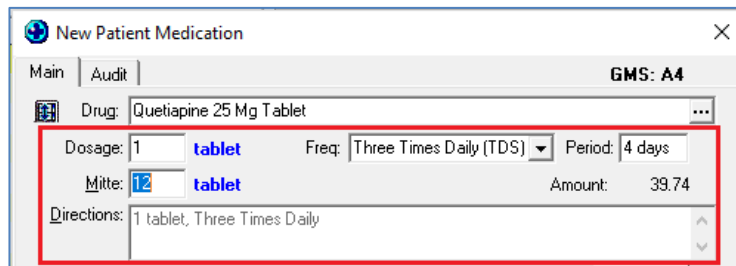 New Patient Medication
Main Audit GMS: A4
Drug: Quetiapine 25 Mg Tablet ...
Dosage: 1 tablet Freq: Three Times Daily (TDS) Period: 4 days
Mitte: 12 tablet Amount: 39.74
Directions: 1 tablet, Three Times Daily